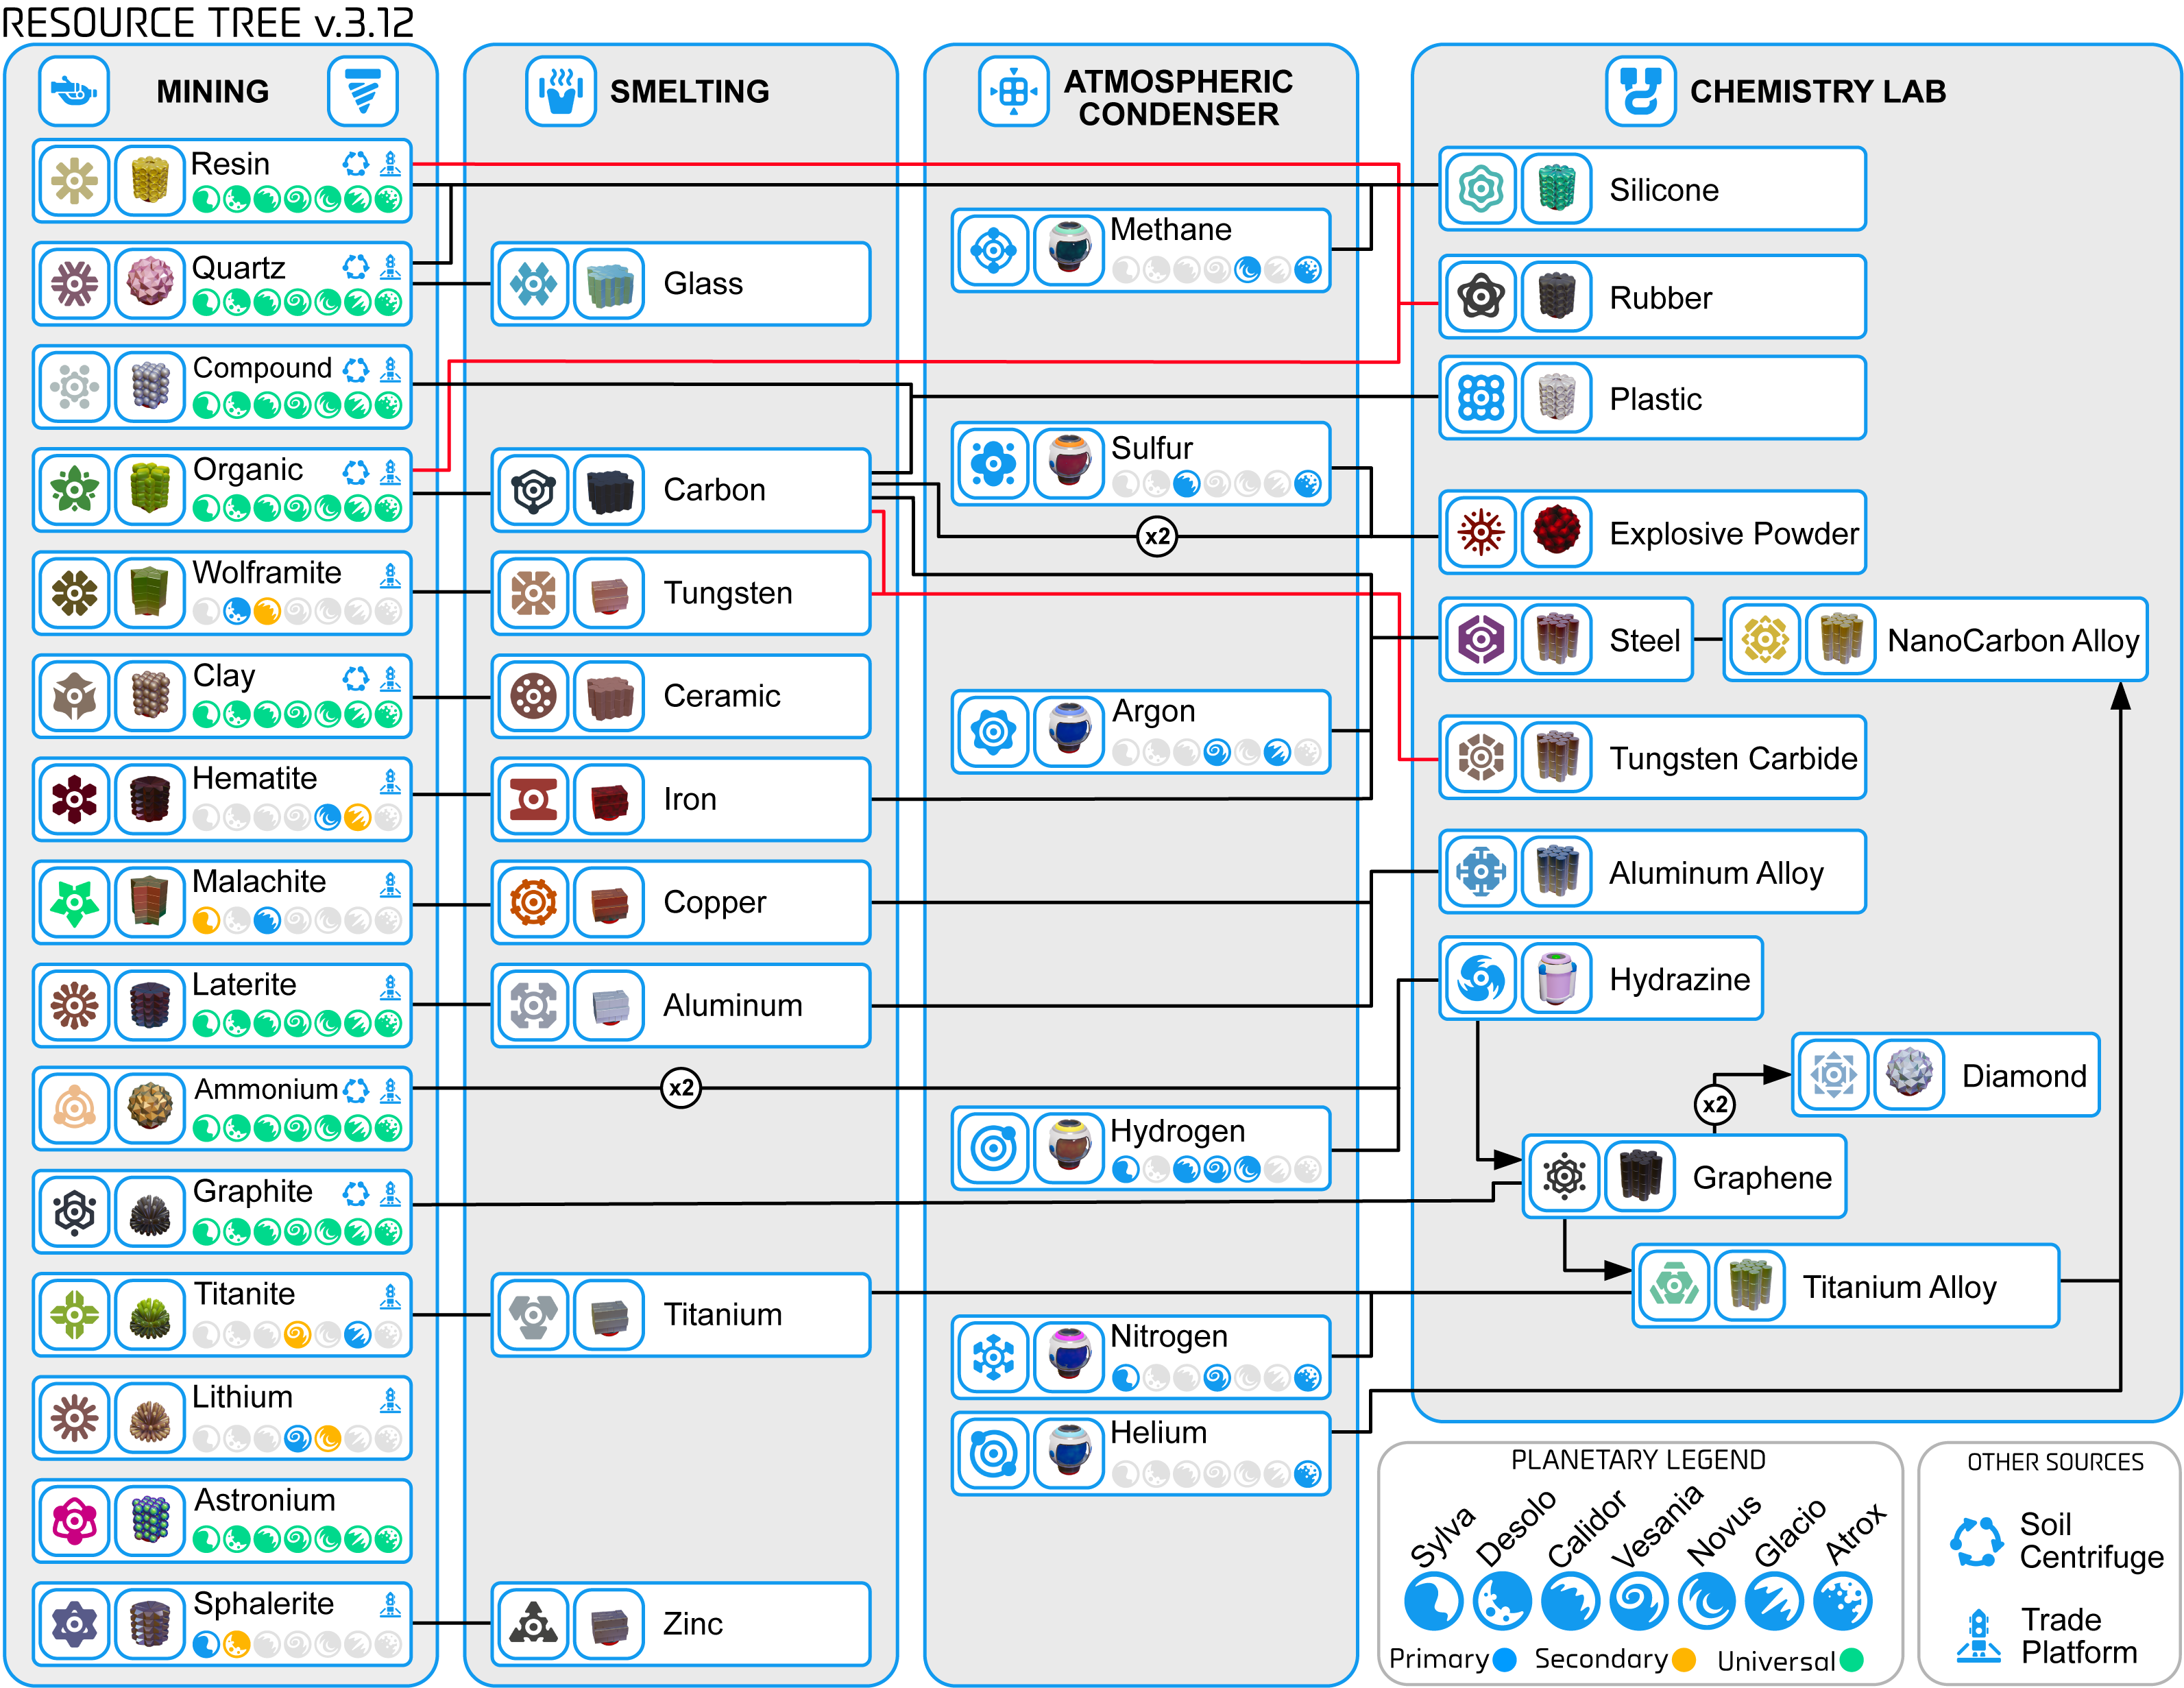 RESOURCE TREE v.3.12
MINING
Resin
Quartz
Compound
Organic
Wolframite
Clay
Hematite
Malachite
Laterite
Ammonium
Graphite
Titanite
Lithium
Astronium
Sphalerite
SMELTING
Glass
Carbon
Tungsten
Ceramic
Iron
Copper
Aluminum
x2
Titanium
Zinc
ATMOSPHERIC
CONDENSER
Methane
Sulfur
x2
Argon
Hydrogen
Nitrogen
Helium
CHEMISTRY LAB
Silicone
Rubber
Plastic
Explosive Powder
Steel
NanoCarbon Alloy
Tungsten Carbide
Aluminum Alloy
Hydrazine
Diamond
x2
Graphene
Titanium Alloy
PLANETARY LEGEND
Sylva
Desolo
Calidor
Vesania
Novus
Glacio
Atrox
Primary
Secondary
Universal
OTHER SOURCES
Soil
Centrifuge
Trade
Platform